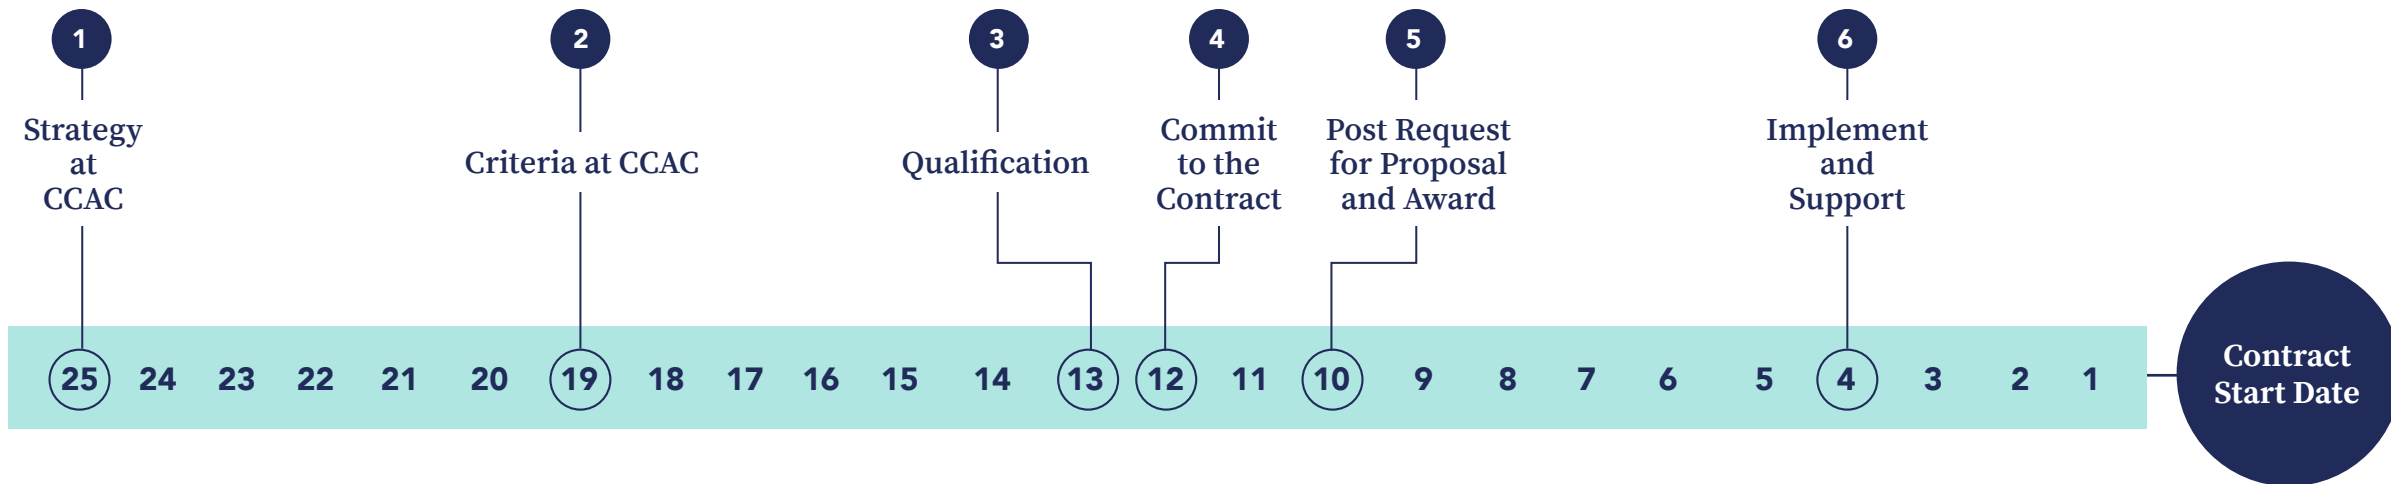 1
2
3
4
5
6
Strategy
at
CCAC
Criteria at CCAC
Qualification
Commit
to the
Contract
Post Request
for Proposal
and Award
Implement
and
Support
25 24 23 22 21 20 19 18 17 16 15 14 13 12 11 10 9 8 7 6 5 4 3 2 1
Contract
Start Date